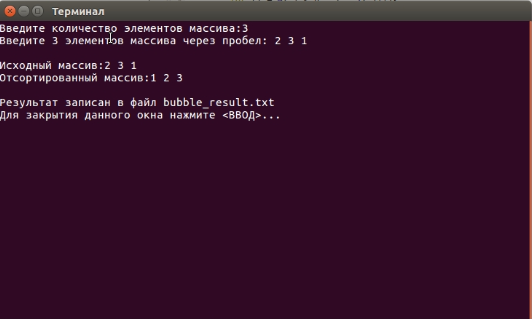 Терминал
Введите количество элементов массива:3
Введите 3 элементов массива через пробел: 2 3 1
Исходный массив:2 3 1
Отсортированный массив:1 2 3
Результат записан в файл bubble_result.txt
Для закрытия данного окна нажмите <ВВОД>...